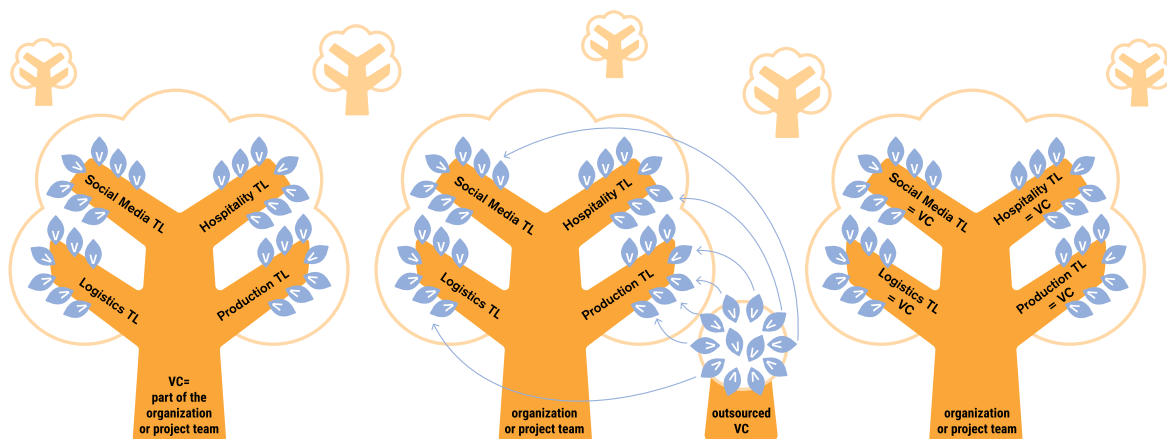 Social Media TL
Hospitality TL
Logistics TL
Production TL
VC=
part of the
organization
or project team
Social Media TL
Hospitality TL
Logistics TL
Production TL
organization
or project team
outsourced
VC
Social Media TL
= VC
Hospitality TL
= VC
Logistics TL
= VC
Production TL
= VC
organization
or project team